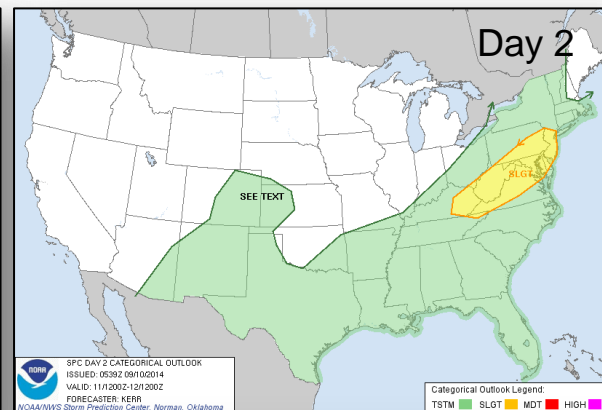 Day 2
SEE TEXT
SLGT
NOAA
SPC DAY 2 CATEGORICAL OUTLOOK
ISSUED: 0539Z 09/10/2014
VALID: 11/1200Z-12/1200Z
FORECASTER: KERR
NOAA/NWS Storm Prediction Center, Norman, Oklahoma
Categorical Outlook Legend:
TSTM SLGT MDT HIGH